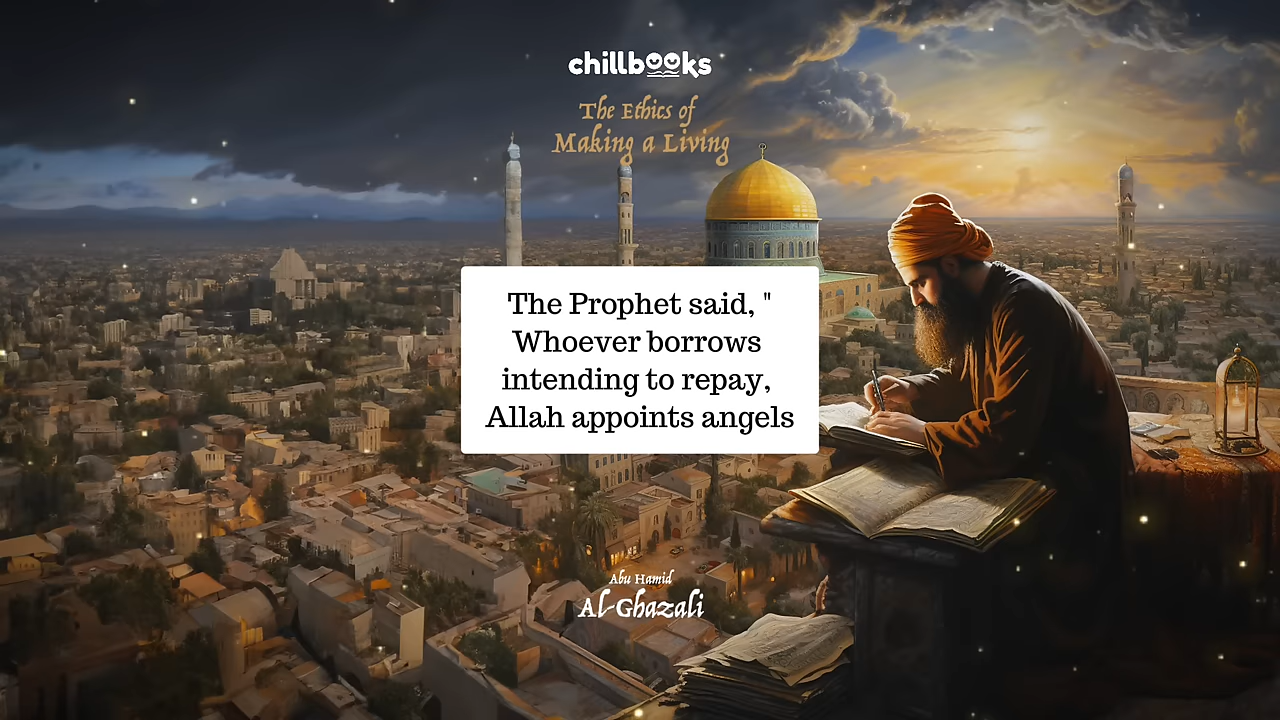 chillbooks
The Ethics of
Making a Living
The Prophet said, "
Whoever borrows
intending to repay,
Allah appoints angels
Abu Hamid
Al-Ghazali